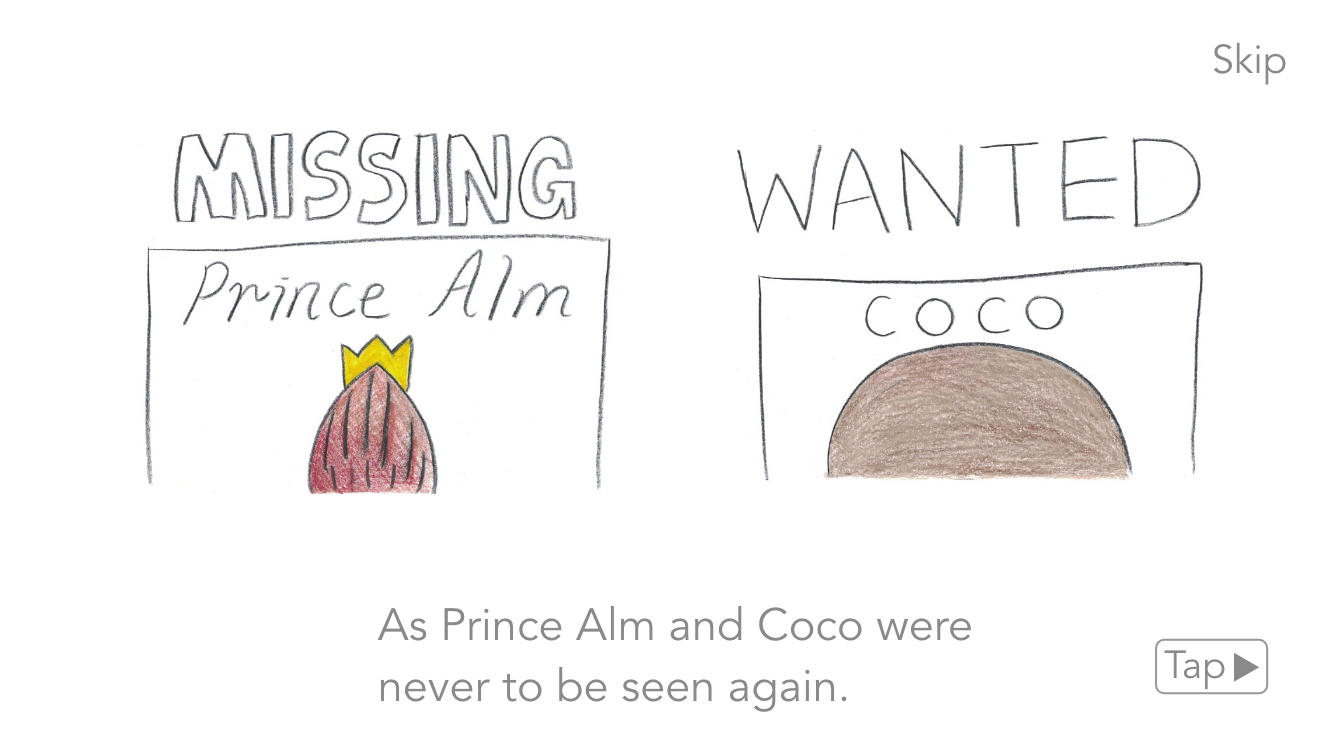 Skip
MISSING
Prince Alm
WANTED
COCO
As Prince Alm and Coco were
never to be seen again.
Tap